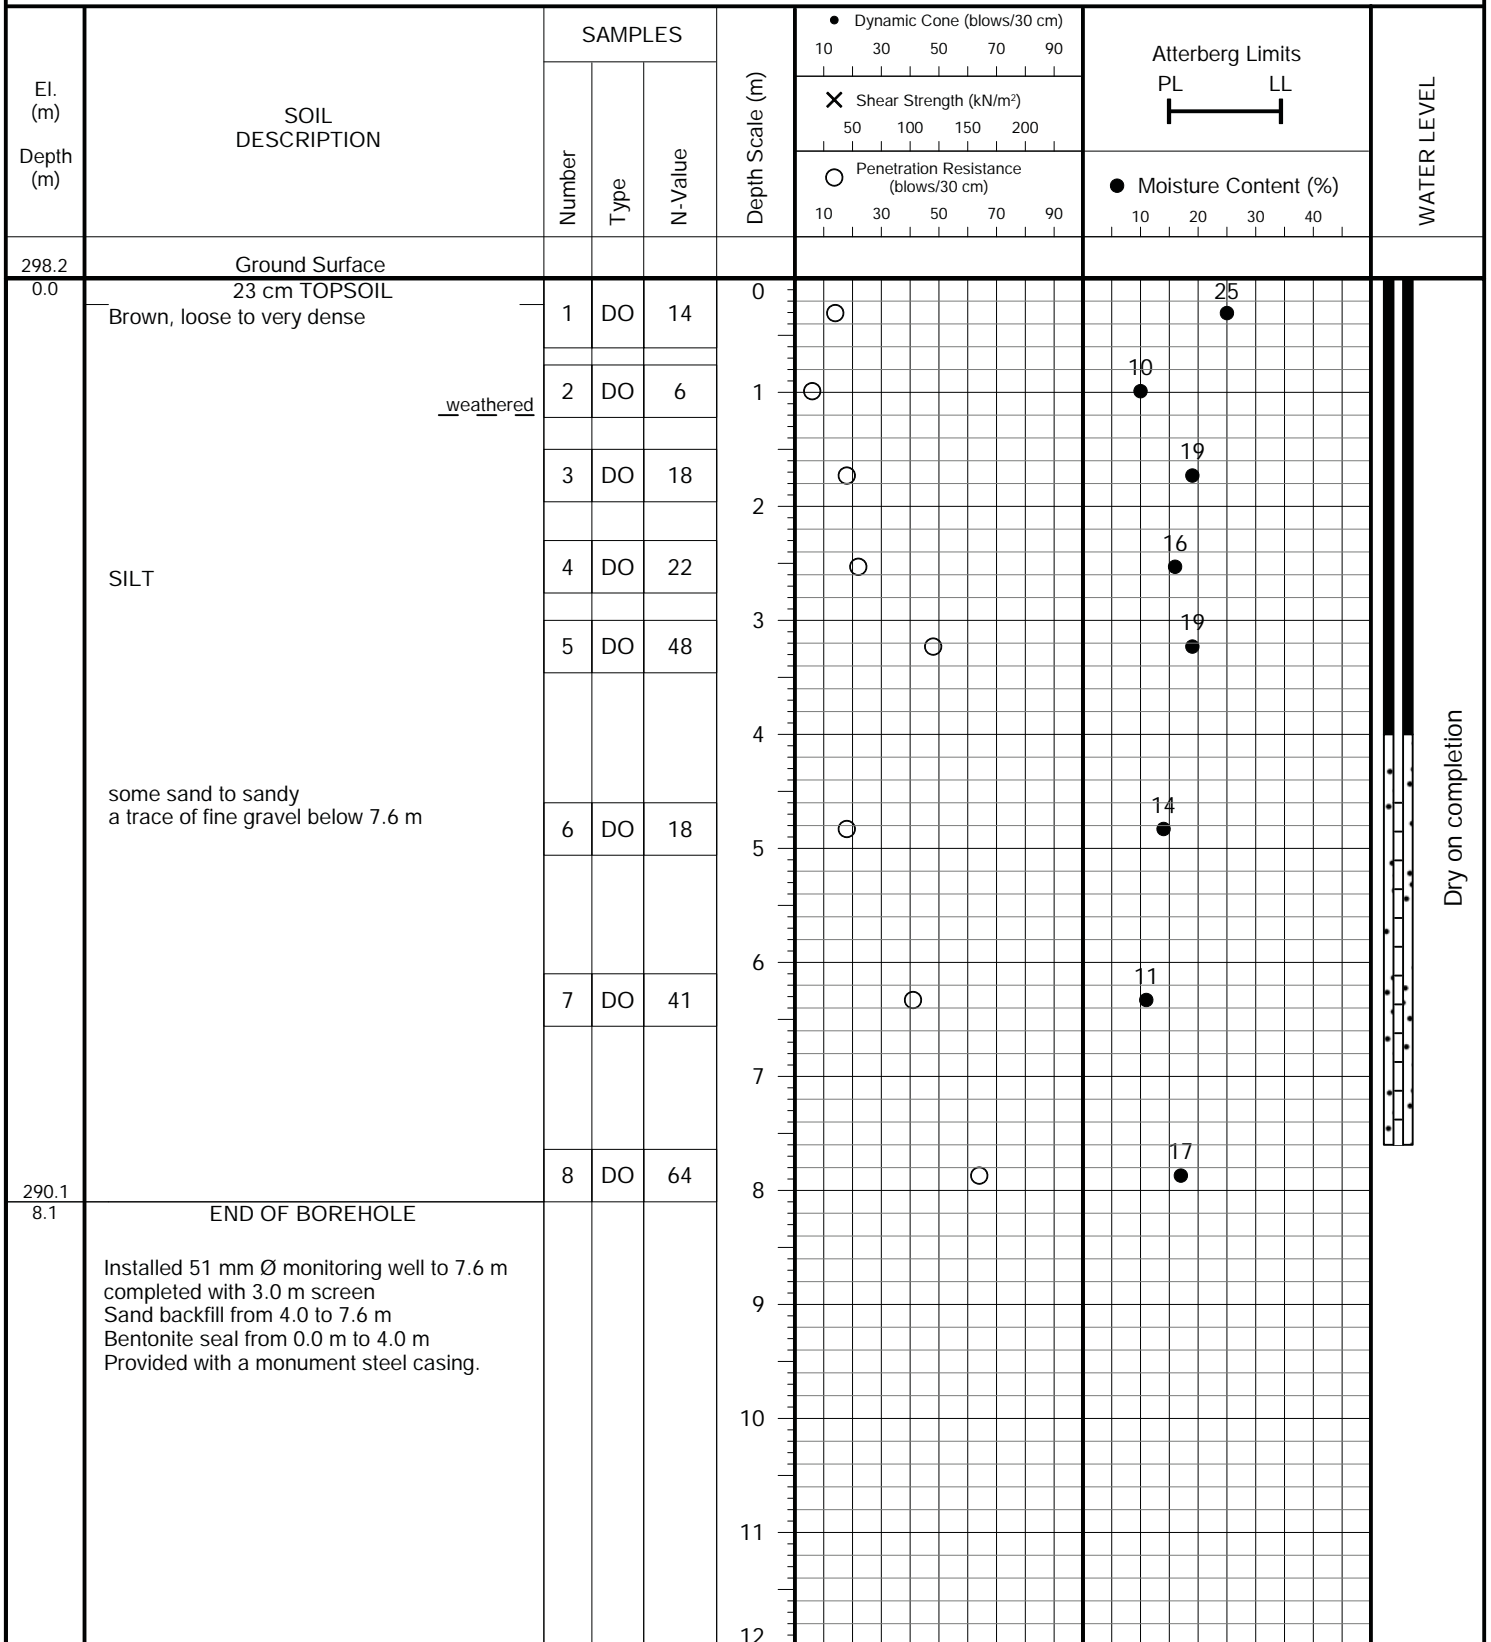 El.
(m)
Depth
(m)
SOIL
DESCRIPTION
SAMPLES
Number
Type
N-Value
Depth Scale (m)
Dynamic Cone (blows/30 cm)
10 30 50 70 90
Shear Strength (kN/m²)
50 100 150 200
Penetration Resistance
(blows/30 cm)
10 30 50 70 90
Atterberg Limits
PL LL
Moisture Content (%)
10 20 30 40
WATER LEVEL
298.2 Ground Surface
0.0 23 cm TOPSOIL
0
25
Brown, loose to very dense
1 DO 14
10
weathered
2 DO 6
1
19
3 DO 18
2
16
SILT
4 DO 22
3
19
5 DO 48
4
Dry on completion
some sand to sandy
a trace of fine gravel below 7.6 m
14
6 DO 18
5
6
11
7 DO 41
7
17
8 DO 64
8
290.1
8.1 END OF BOREHOLE
Installed 51 mm Ø monitoring well to 7.6 m
completed with 3.0 m screen
Sand backfill from 4.0 to 7.6 m
Bentonite seal from 0.0 m to 4.0 m
Provided with a monument steel casing.
9
10
11
12